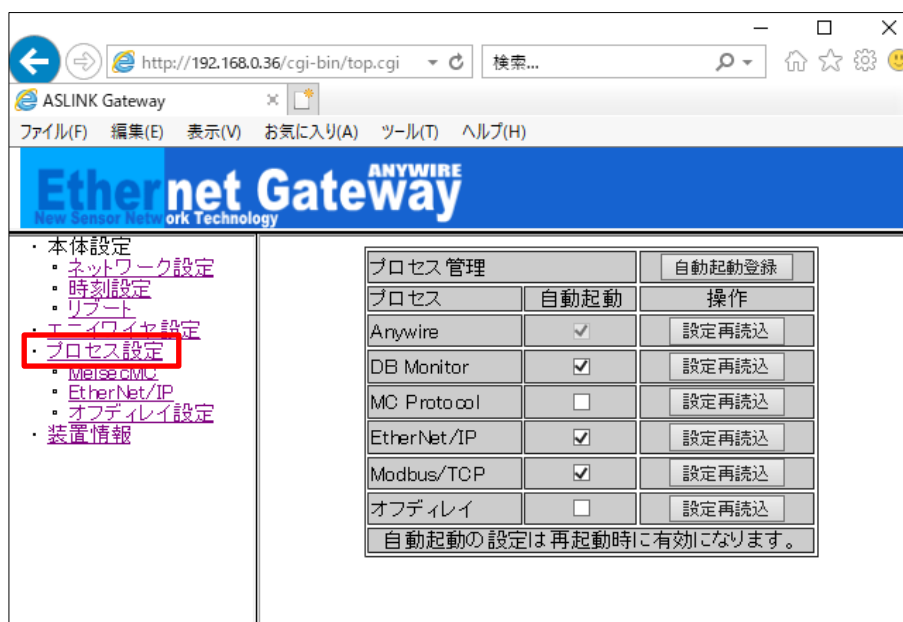 http://192.168.0.36/cgi-bin/top.cgi
検索...
ASLINK Gateway
ファイル(F) 編集(E) 表示(V) お気に入り(A) ツール(T) ヘルプ(H)
Ethernet Gateway
ANYWIRE
New Sensor Network Technology
・本体設定
ネットワーク設定
時刻設定
リブート
・エニイワイヤ設定
・プロセス設定
MelsecMC
EtherNet/IP
オフディレイ設定
・装置情報
プロセス管理 自動起動登録
プロセス 自動起動 操作
Anywire 設定再読込
DB Monitor 設定再読込
MC Protocol 設定再読込
EtherNet/IP 設定再読込
Modbus/TCP 設定再読込
オフディレイ 設定再読込
自動起動の設定は再起動時に有効になります。